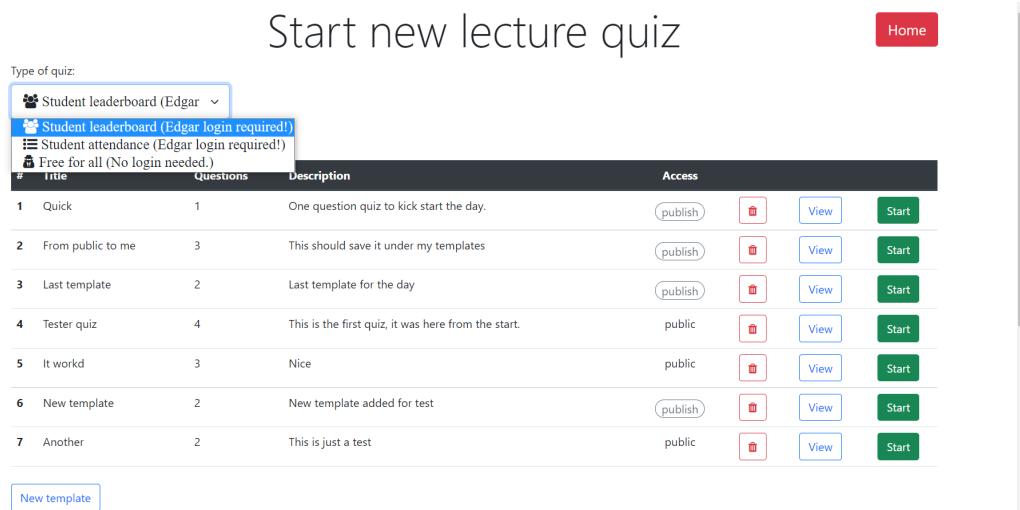 Start new lecture quiz
Home
Type of quiz:
Student leaderboard (Edgar
Student leaderboard (Edgar login required!)
Student attendance (Edgar login required!)
Free for all (No login needed.)
# Title Questions Description Access
1 Quick 1 One question quiz to kick start the day. publish View Start
2 From public to me 3 This should save it under my templates publish View Start
3 Last template 2 Last template for the day publish View Start
4 Tester quiz 4 This is the first quiz, it was here from the start. public View Start
5 It workd 3 Nice public View Start
6 New template 2 New template added for test publish View Start
7 Another 2 This is just a test public View Start
New template